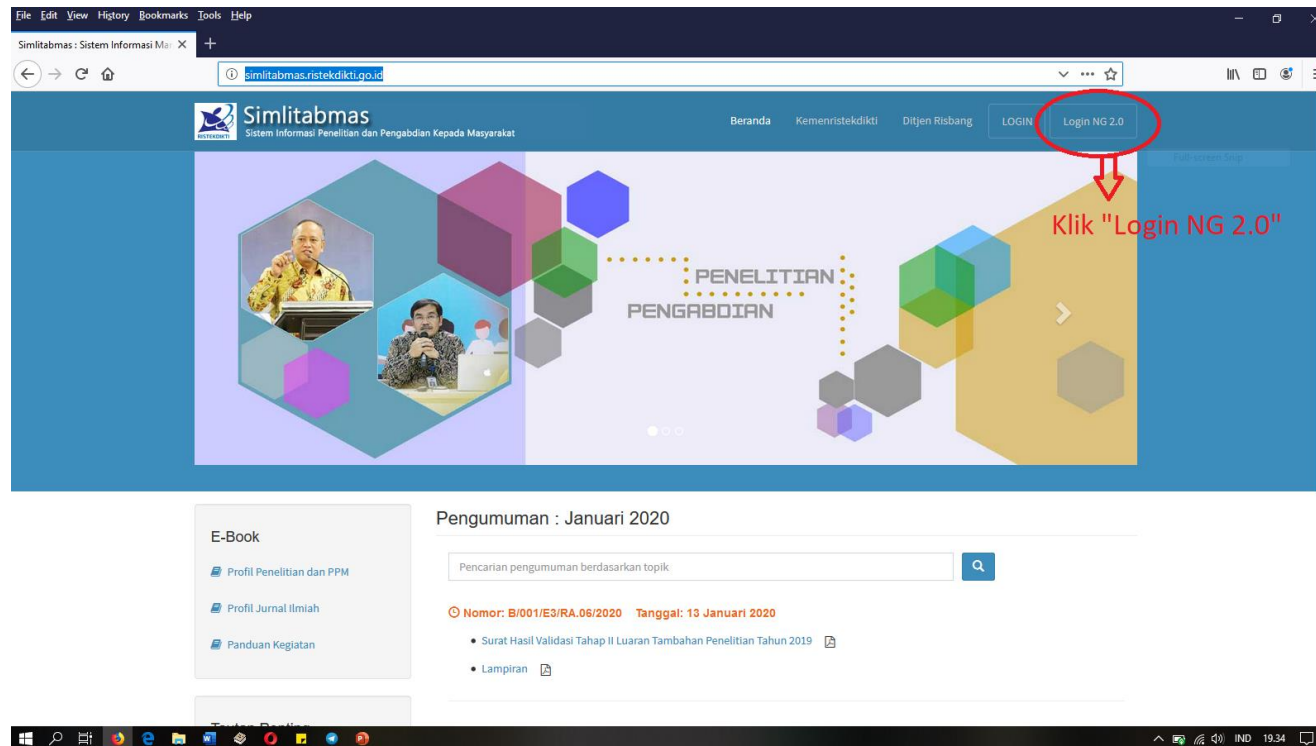 File Edit View History Bookmarks Tools Help
Simlitabmas : Sistem Informasi Ma
simlitabmas.ristekdikti.go.id
Simlitabmas
Sistem Informasi Penelitian dan Pengabdian Kepada Masyarakat
RISTEKDIKTI
Beranda Kemenristekdikti Ditjen Risbang LOGIN Login NG 2.0
Full-screen Snip
Klik "Login NG 2.0"
PENELITIAN
PENGABDIAN
E-Book
Profil Penelitian dan PPM
Profil Jurnal Ilmiah
Panduan Kegiatan
Pengumuman : Januari 2020
Pencarian pengumuman berdasarkan topik
Nomor: B/001/E3/RA.06/2020 Tanggal: 13 Januari 2020
Surat Hasil Validasi Tahap II Luaran Tambahan Penelitian Tahun 2019
Lampiran
IND 19.34